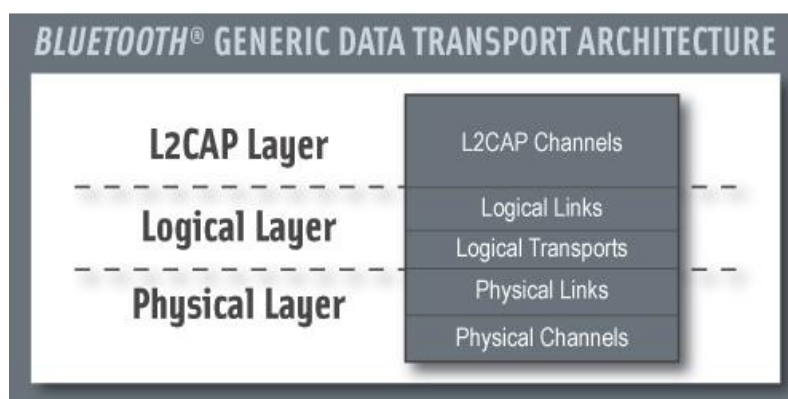 BLUETOOTH® GENERIC DATA TRANSPORT ARCHITECTURE
L2CAP Layer
L2CAP Channels
Logical Layer
Logical Links
Logical Transports
Physical Layer
Physical Links
Physical Channels